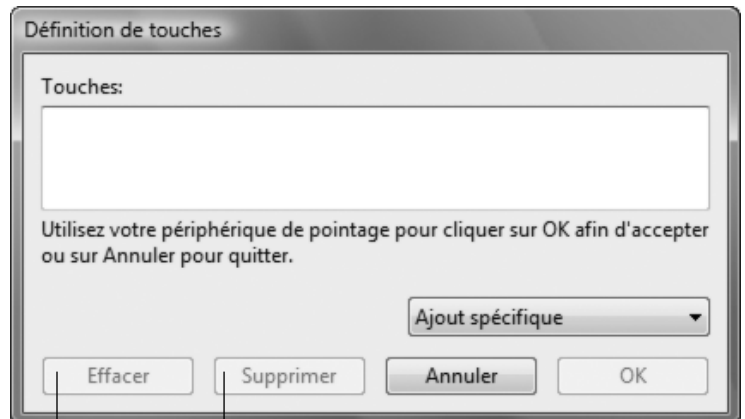 Définition de touches
Touches:
Utilisez votre périphérique de pointage pour cliquer sur OK afin d'accepter
ou sur Annuler pour quitter.
Ajout spécifique
Effacer Supprimer Annuler OK